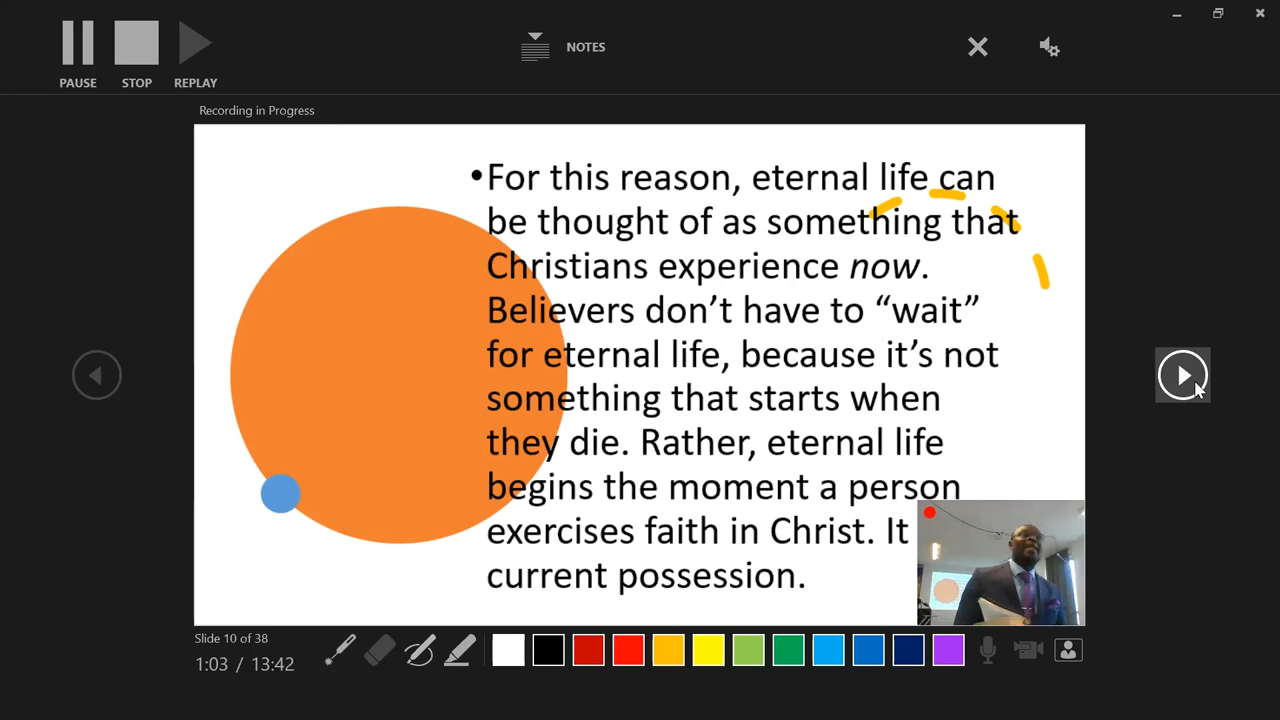 NOTES
PAUSE STOP REPLAY
Recording in Progress
•For this reason, eternal life can
be thought of as something that
Christians experience now.
Believers don’t have to “wait”
for eternal life, because it’s not
something that starts when
they die. Rather, eternal life
begins the moment a person
exercises faith in Christ. It
current possession.
Slide 10 of 38
1:03 / 13:42